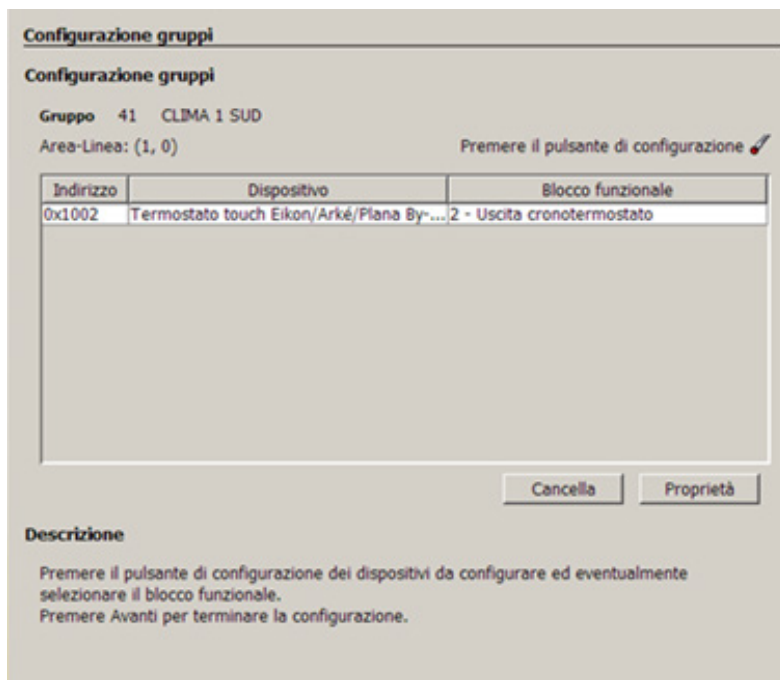 Configurazione gruppi
Configurazione gruppi
Gruppo 41 CLIMA 1 SUD
Area-Linea: (1, 0) Premere il pulsante di configurazione
Indirizzo Dispositivo Blocco funzionale
0x1002 Termostato touch Eikon/Arké/Plana By-... 2 - Uscita cronotermostato
Cancella Proprietà
Descrizione
Premere il pulsante di configurazione dei dispositivi da configurare ed eventualmente
selezionare il blocco funzionale.
Premere Avanti per terminare la configurazione.